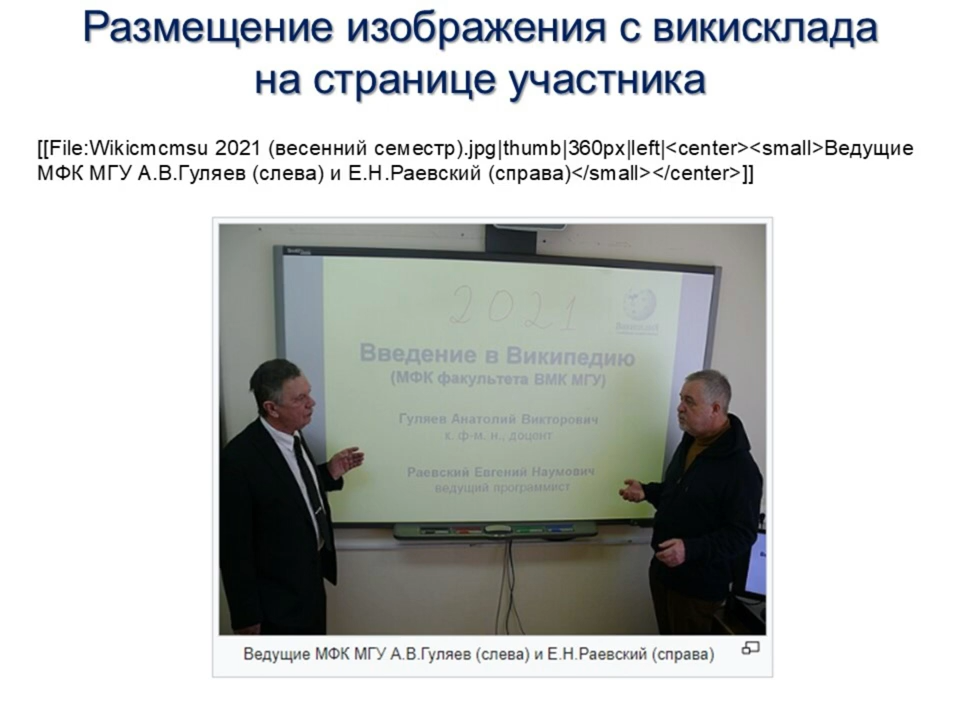 Размещение изображения с викисклада
на странице участника
[[File:Wikicmcmsu 2021 (весенний семестр).jpg|thumb|360px|left|<center><small>Ведущие
МФК МГУ А.В.Гуляев (слева) и Е.Н.Раевский (справа)</small></center>]]
2021
Введение в Википедию
(МФК факультета ВМК МГУ)
Гуляев Анатолий Викторович
к. ф-м. н., доцент
Раевский Евгений Наумович
ведущий программист
Ведущие МФК МГУ А.В.Гуляев (слева) и Е.Н.Раевский (справа)